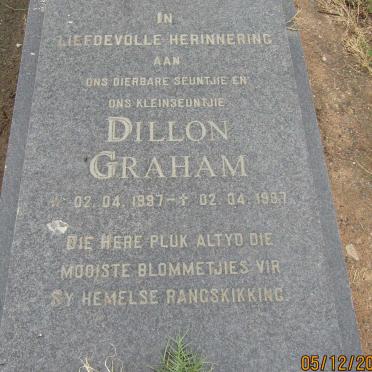 IN
LIEFDEVOLLE HERINNERING
AAN
ONS DIERBARE SEUNTJIE EN
ONS KLEINSEUNTJIE
DILLON
GRAHAM
* 02. 04. 1997 - ✝ 02. 04. 1997
DIE HERE PLUK ALTYD DIE
MOOISTE BLOMMETJIES VIR
SY HEMELSE RANGSKIKKING.
05/12/20